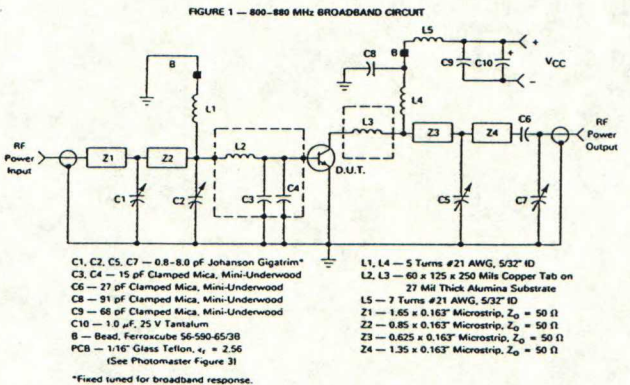 FIGURE 1 — 800-880 MHz BROADBAND CIRCUIT
L5
B
C8
C9
C10
+
+
VCC
–
B
L1
L4
L3
C6
RF
Power
Input
Z1
Z2
L2
Z3
Z4
RF
Power
Output
D.U.T.
C1
C2
C3
C4
C5
C7
C1, C2, C5, C7 — 0.8-8.0 pF Johanson Gigatrim*
C3, C4 — 15 pF Clamped Mica, Mini-Underwood
C6 — 27 pF Clamped Mica, Mini-Underwood
C8 — 91 pF Clamped Mica, Mini-Underwood
C9 — 68 pF Clamped Mica, Mini-Underwood
C10 — 1.0 μF, 25 V Tantalum
B — Bead, Ferroxcube 56-590-65/3B
PCB — 1/16" Glass Teflon, εr = 2.56
(See Photomaster Figure 3)
*Fixed tuned for broadband response.
L1, L4 — 5 Turns #21 AWG, 5/32" ID
L2, L3 — 60 x 125 x 250 Mils Copper Tab on
27 Mil Thick Alumina Substrate
L5 — 7 Turns #21 AWG, 5/32" ID
Z1 — 1.65 x 0.163" Microstrip, Zo = 50 Ω
Z2 — 0.85 x 0.163" Microstrip, Zo = 50 Ω
Z3 — 0.625 x 0.163" Microstrip, Zo = 50 Ω
Z4 — 1.35 x 0.163" Microstrip, Zo = 50 Ω